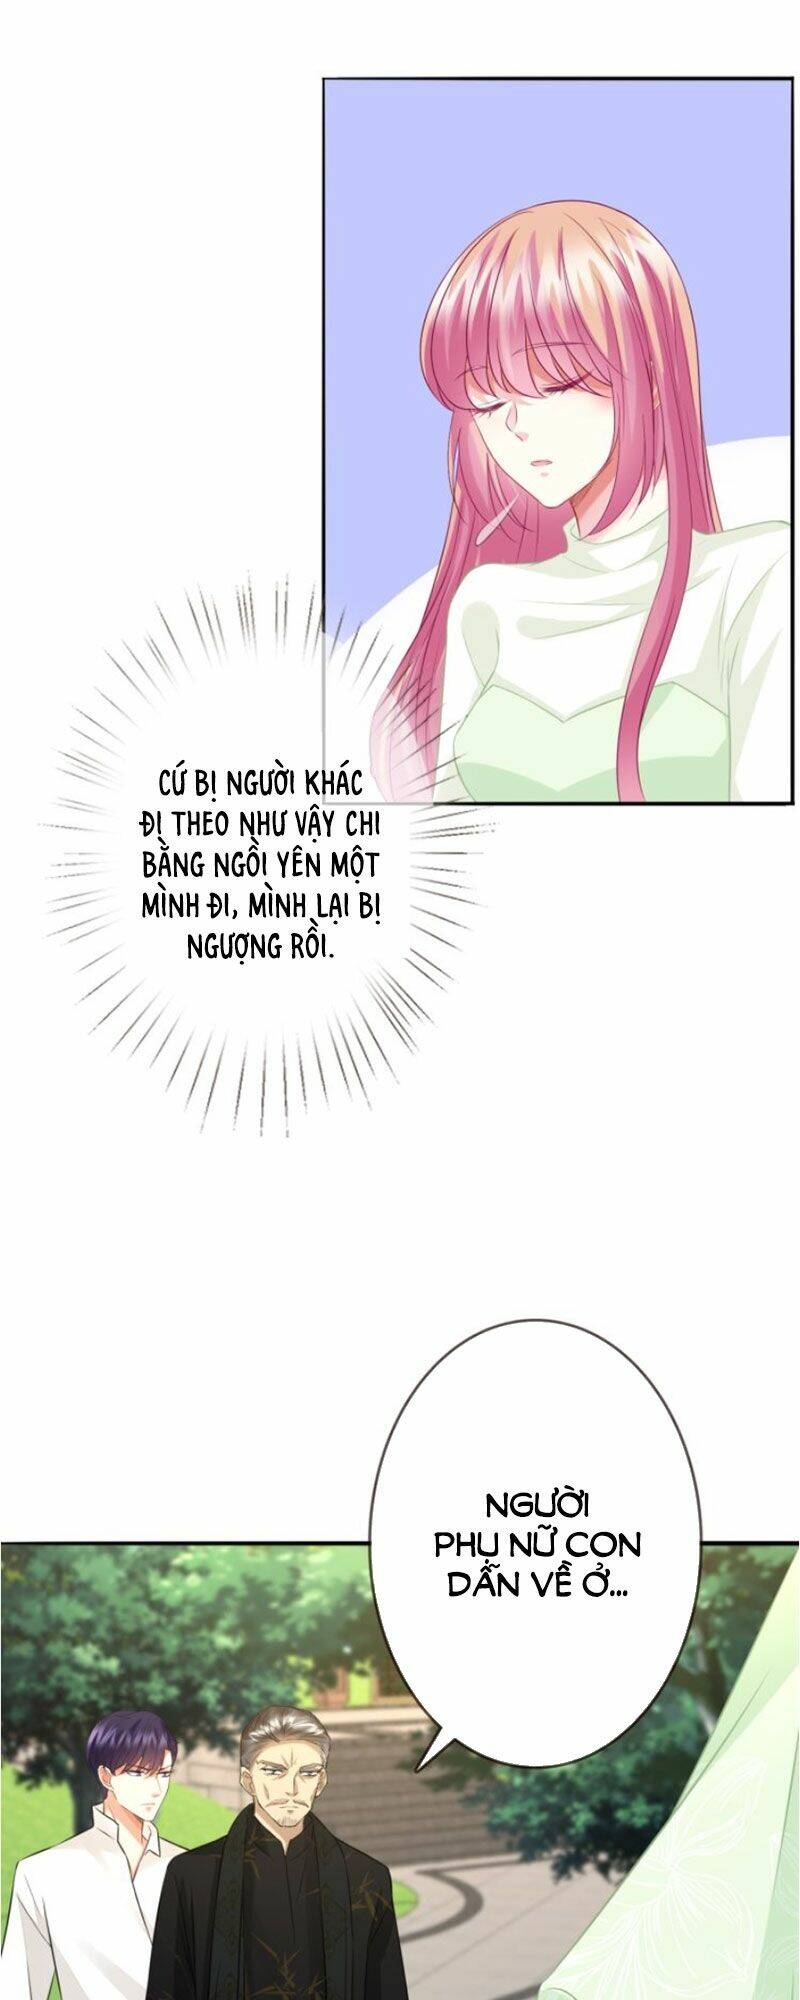 CỨ BỊ NGƯỜI KHÁC
ĐI THEO NHƯ VẬY CHI
BẰNG NGỒI YÊN MỘT
MÌNH ĐI, MÌNH LẠI BỊ
NGƯỢNG RỒI.
NGƯỜI
PHỤ NỮ CON
DẪN VỀ Ở...